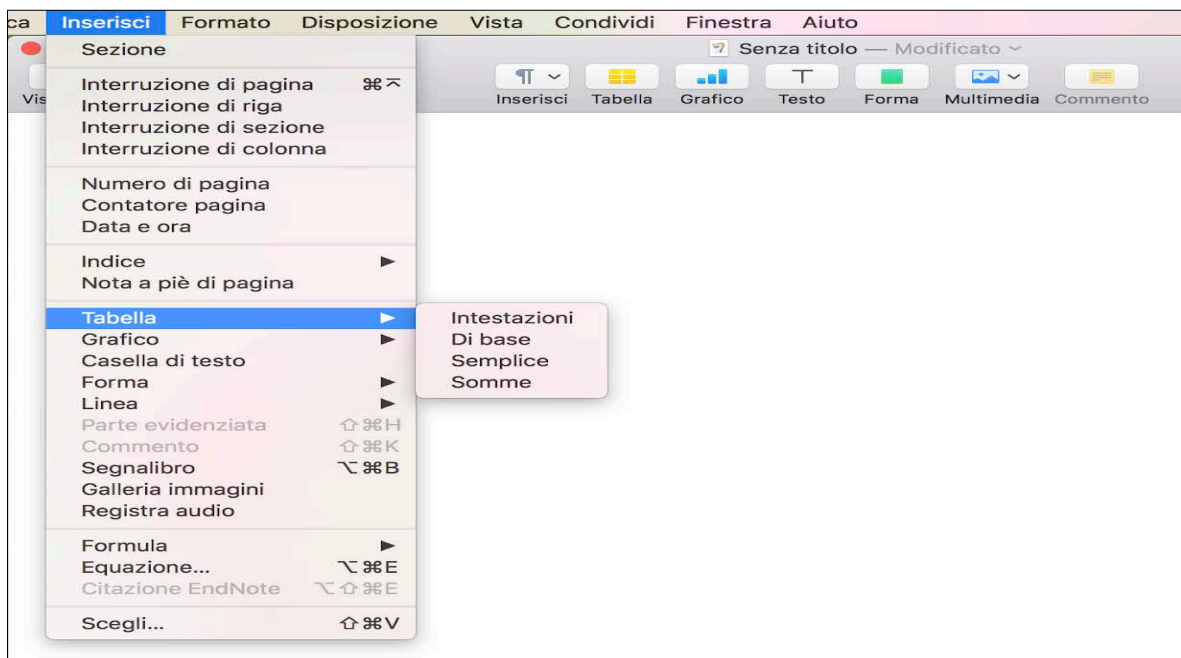 ca Inserisci Formato Disposizione Vista Condividi Finestra Aiuto
Senza titolo — Modificato
Vis Inserisci Tabella Grafico Testo Forma Multimedia Commento
Sezione
Interruzione di pagina ⌘⌅
Interruzione di riga
Interruzione di sezione
Interruzione di colonna
Numero di pagina
Contatore pagina
Data e ora
Indice
Nota a piè di pagina
Tabella
Grafico
Casella di testo
Forma
Linea
Parte evidenziata ⇧⌘H
Commento ⇧⌘K
Segnalibro ⌥⌘B
Galleria immagini
Registra audio
Formula
Equazione... ⌥⌘E
Citazione EndNote ⌥⇧⌘E
Scegli... ⇧⌘V
Intestazioni
Di base
Semplice
Somme